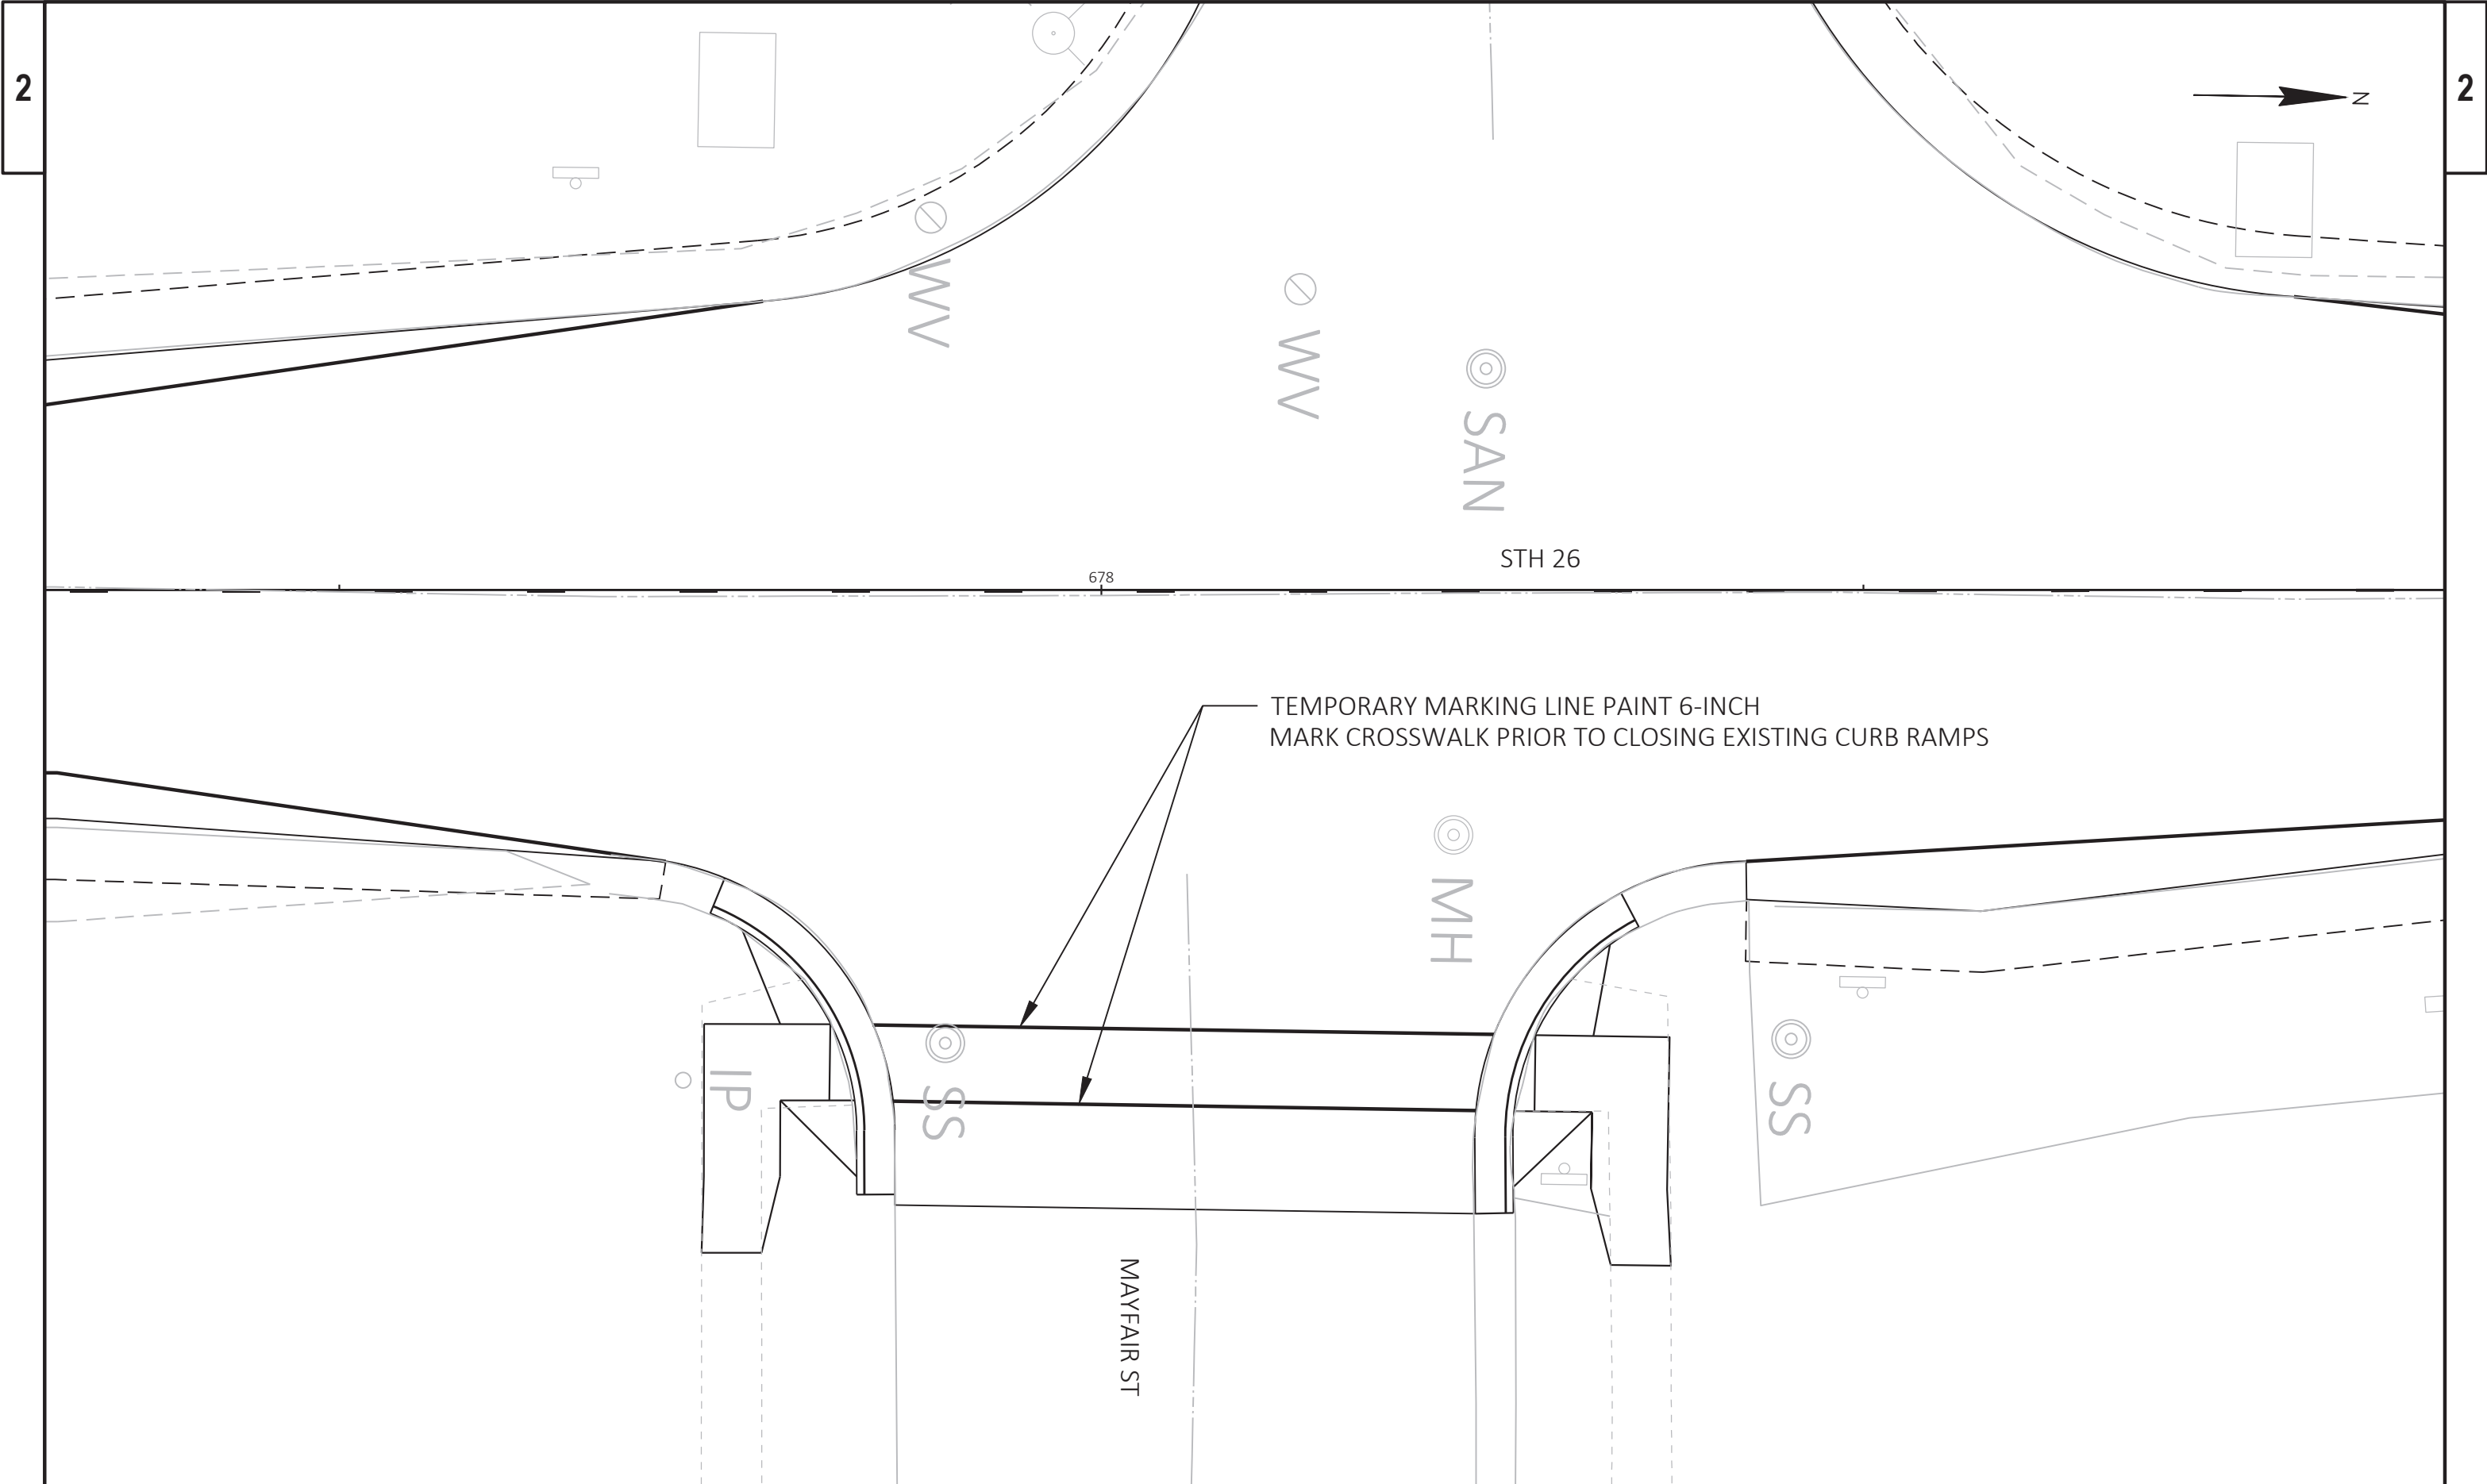 2
2
N
WV
WV
SAN
STH 26
678
TEMPORARY MARKING LINE PAINT 6-INCH
MARK CROSSWALK PRIOR TO CLOSING EXISTING CURB RAMPS
MH
IP
SS
SS
MAYFAIR ST